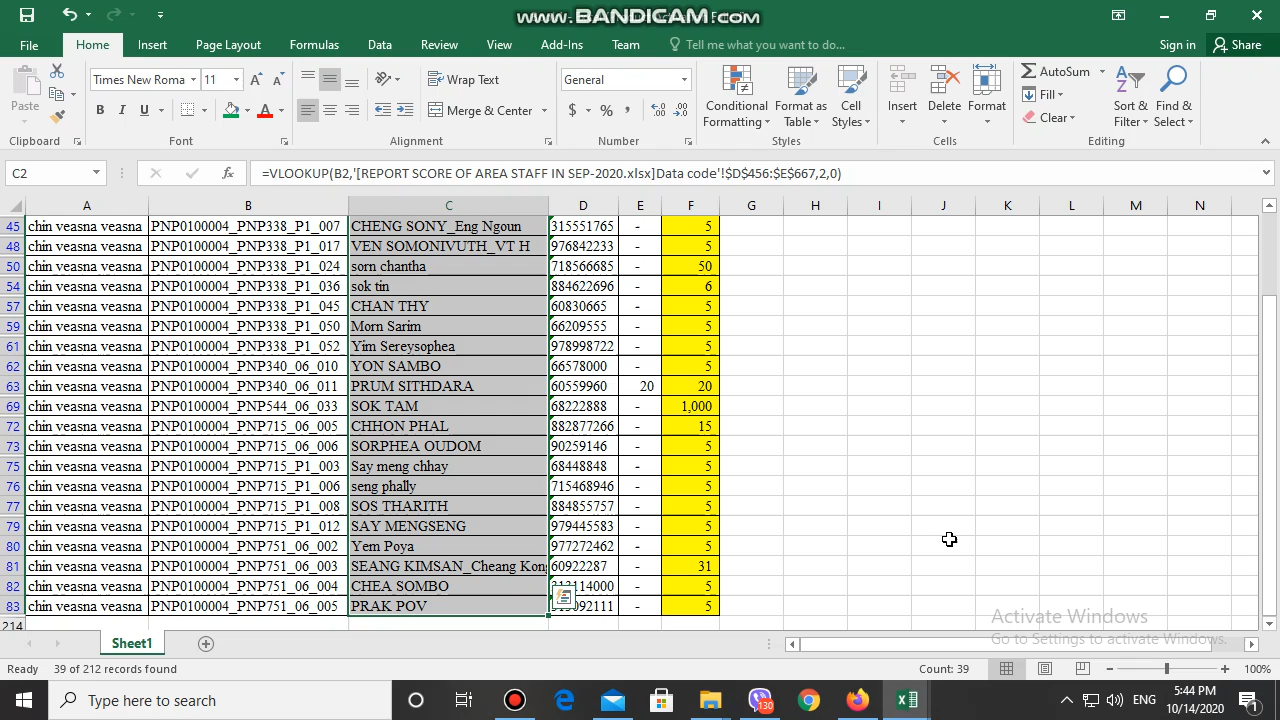 www.BANDICAM.com
File Home Insert Page Layout Formulas Data Review View Add-Ins Team Tell me what you want to do... Sign in Share
Paste
Clipboard
Times New Roma 11
B I U
Font
Wrap Text
Merge & Center
Alignment
General
$ % ,
Number
Conditional Formatting
Format as Table
Cell Styles
Styles
Insert Delete Format
Cells
AutoSum
Fill
Clear
Sort & Filter
Find & Select
Editing
C2 fx =VLOOKUP(B2,'[REPORT SCORE OF AREA STAFF IN SEP-2020.xlsx]Data code'!$D$456:$E$667,2,0)
A B C D E F G H I J K L M N
45 chin veasna veasna PNP0100004_PNP338_P1_007 CHENG SONY_Eng Ngoun 315551765 - 5
48 chin veasna veasna PNP0100004_PNP338_P1_017 VEN SOMONIVUTH_VT H 976842233 - 5
50 chin veasna veasna PNP0100004_PNP338_P1_024 sorn chantha 718566685 - 50
54 chin veasna veasna PNP0100004_PNP338_P1_036 sok tin 884622696 - 6
57 chin veasna veasna PNP0100004_PNP338_P1_045 CHAN THY 60830665 - 5
59 chin veasna veasna PNP0100004_PNP338_P1_050 Morn Sarim 66209555 - 5
61 chin veasna veasna PNP0100004_PNP338_P1_052 Yim Sereysophea 978998722 - 5
62 chin veasna veasna PNP0100004_PNP340_06_010 YON SAMBO 66578000 - 5
63 chin veasna veasna PNP0100004_PNP340_06_011 PRUM SITHDARA 60559960 20 20
69 chin veasna veasna PNP0100004_PNP544_06_033 SOK TAM 68222888 - 1,000
72 chin veasna veasna PNP0100004_PNP715_06_005 CHHON PHAL 882877266 - 15
73 chin veasna veasna PNP0100004_PNP715_06_006 SORPHEA OUDOM 90259146 - 5
75 chin veasna veasna PNP0100004_PNP715_P1_003 Say meng chhay 68448848 - 5
76 chin veasna veasna PNP0100004_PNP715_P1_006 seng phally 715468946 - 5
77 chin veasna veasna PNP0100004_PNP715_P1_008 SOS THARITH 884855757 - 5
79 chin veasna veasna PNP0100004_PNP715_P1_012 SAY MENGSENG 979445583 - 5
80 chin veasna veasna PNP0100004_PNP751_06_002 Yem Poya 977272462 - 5
81 chin veasna veasna PNP0100004_PNP751_06_003 SEANG KIMSAN_Cheang Kong 60922287 - 31
82 chin veasna veasna PNP0100004_PNP751_06_004 CHEA SOMBO - 5
83 chin veasna veasna PNP0100004_PNP751_06_005 PRAK POV - 5
214
Activate Windows
Go to Settings to activate Windows.
Sheet1
Ready 39 of 212 records found Count: 39 100%
Type here to search 130 ENG 5:44 PM 10/14/2020 1